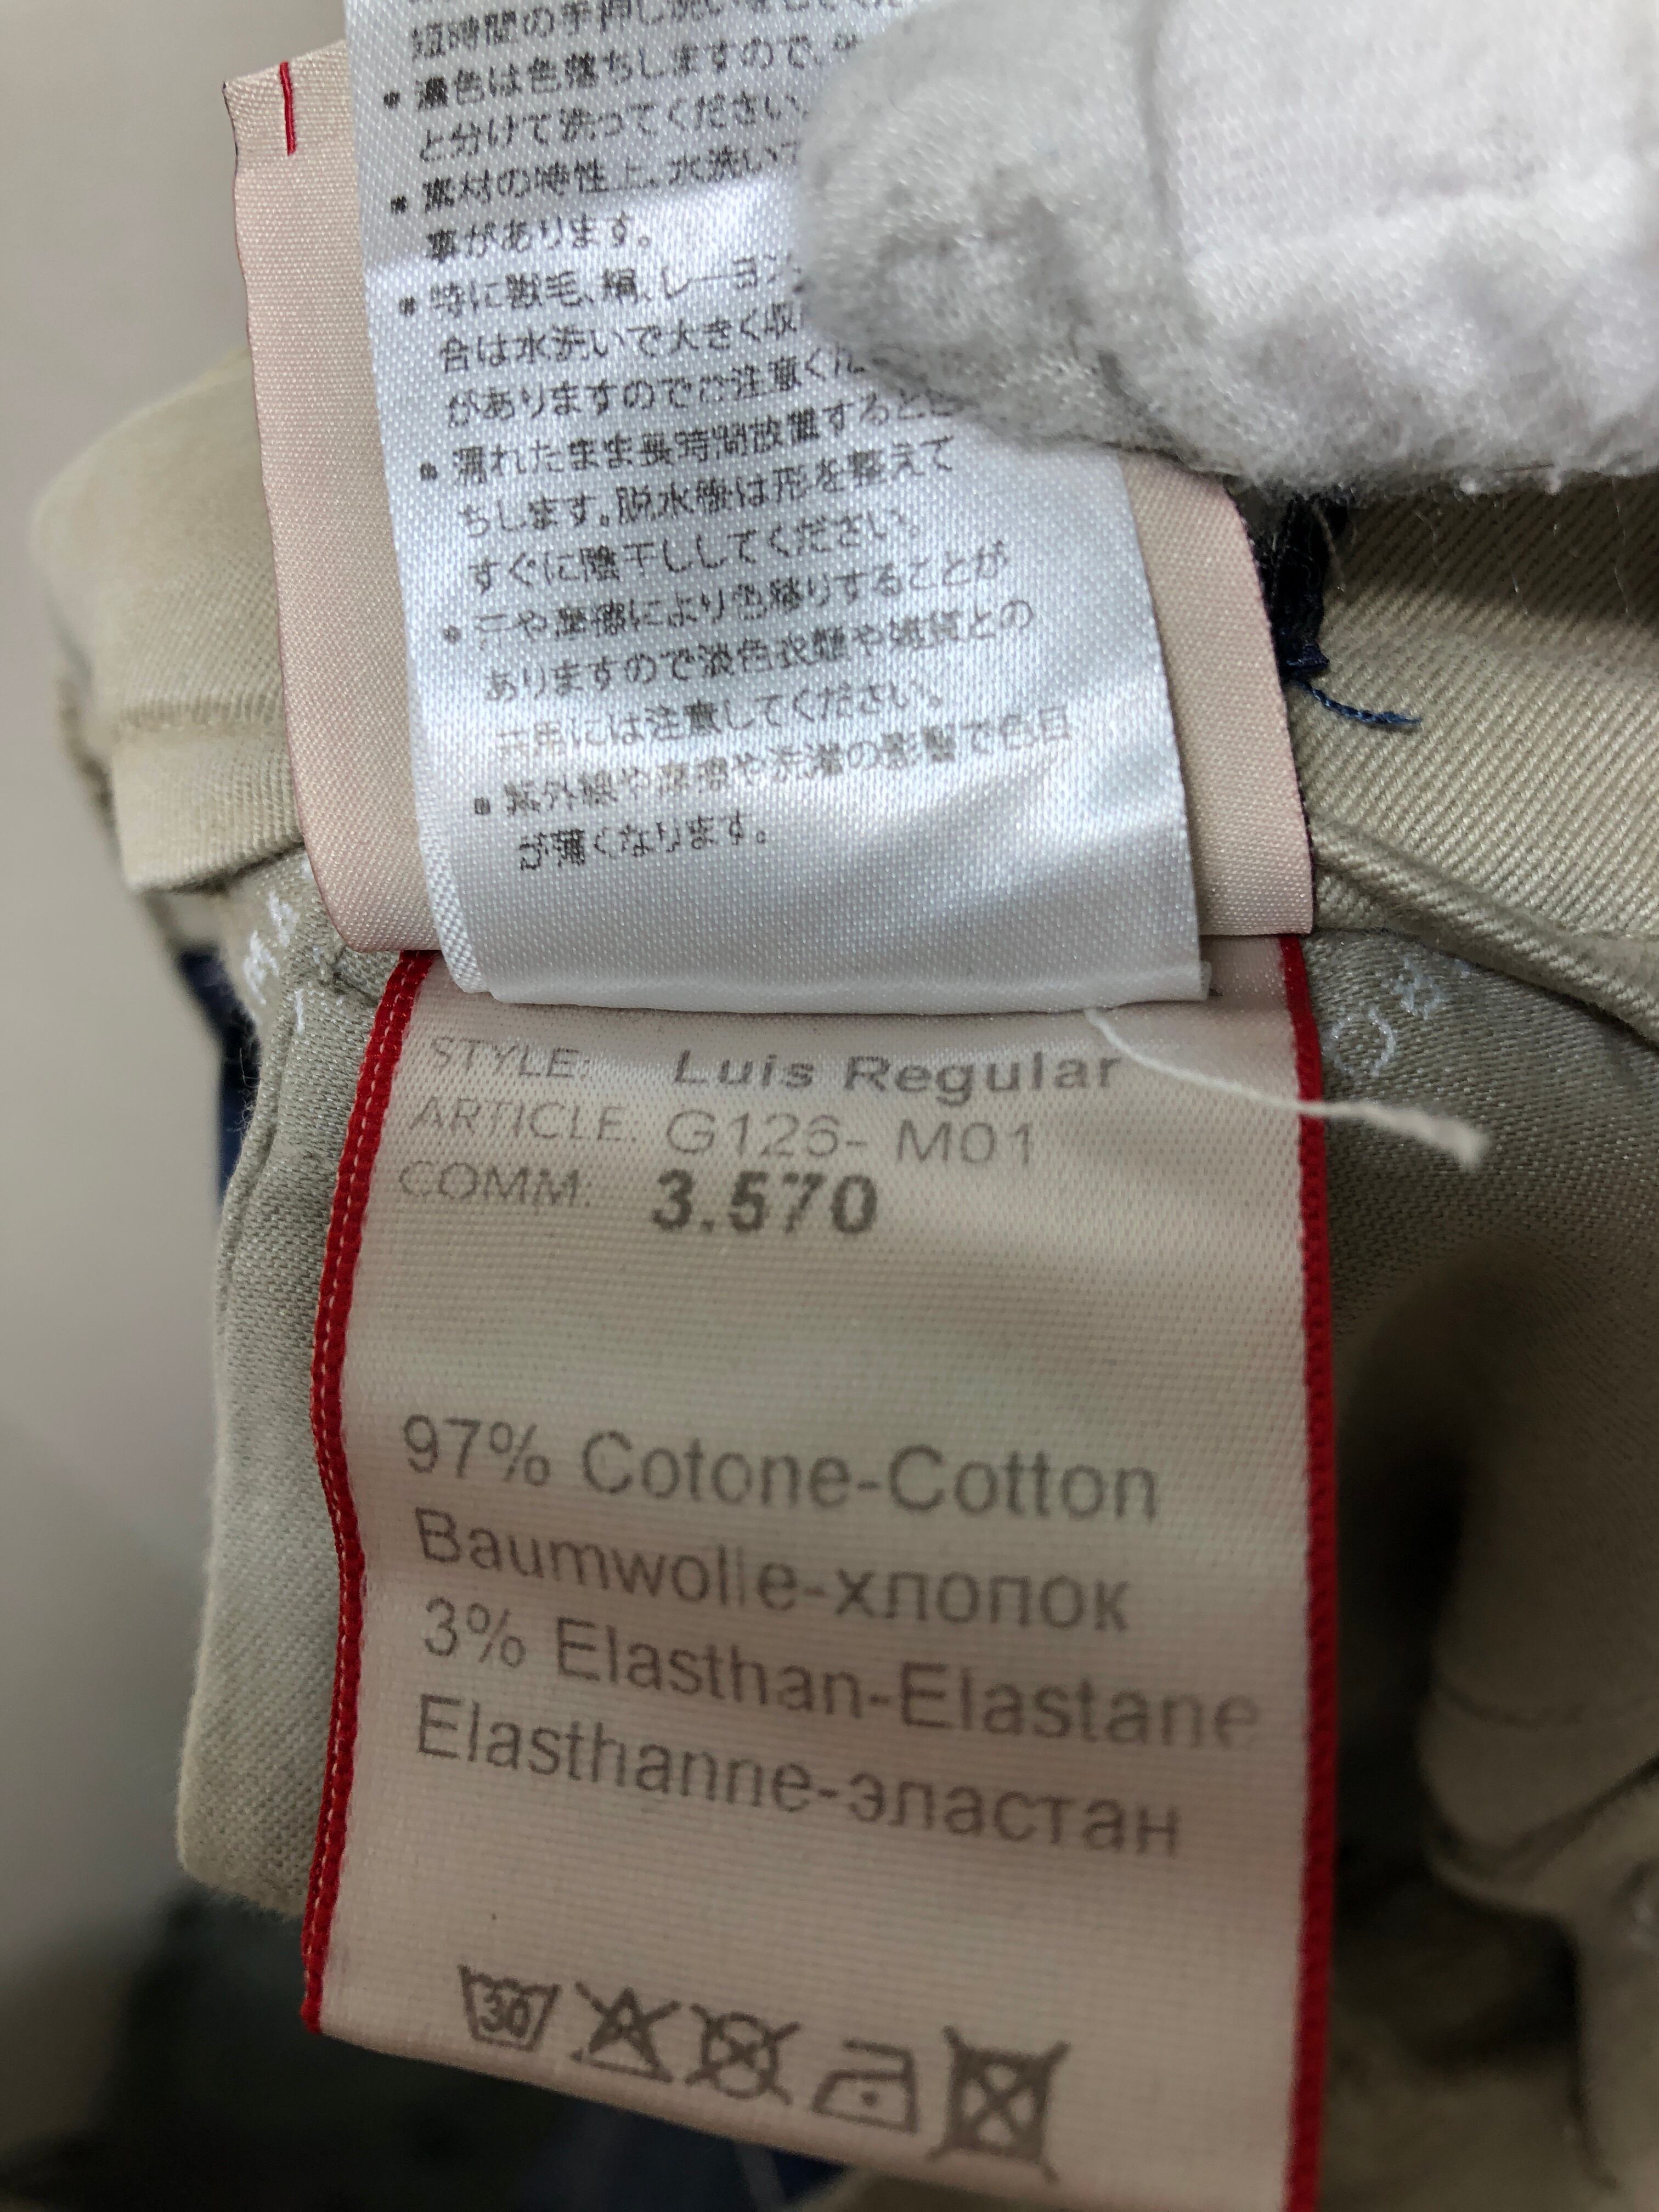 短時間の手押し洗い
• 濃色は色落ちしますので、
と分けて洗ってください。
• 素材の特性上、水洗い
事があります。
• 特に獣毛、絹、レーヨン
合は水洗いで大きく収
がありますのでご注意くだ
• 濡れたまま長時間放置すると
ちします。脱水後は形を整えて
すぐに陰干ししてください。
• 汗や摩擦により色移りすることが
ありますので淡色衣類や雑貨との
共用には注意してください。
• 紫外線や摩擦や洗濯の影響で色目
が薄くなります。
STYLE: Luis Regular
ARTICLE: G126- M01
COMM: 3.570
97% Cotone-Cotton
Baumwolle-хлопок
3% Elasthan-Elastane
Elasthanne-эластан
30